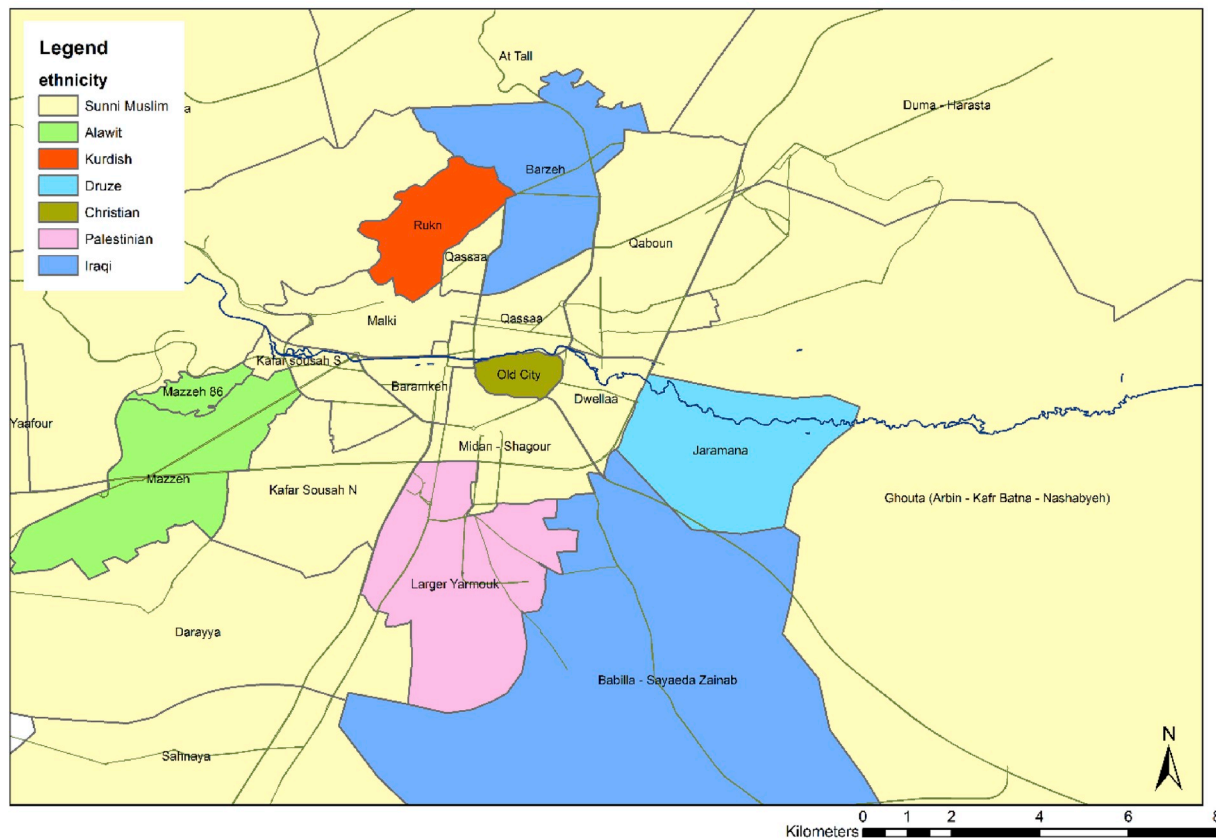 Legend
ethnicity
Sunni Muslim
Alawit
Kurdish
Druze
Christian
Palestinian
Iraqi
a
At Tall
Duma - Harasta
Barzeh
Rukn
Qaboun
Qassaa
Malki
Qassaa
Kafar sousah S
Old City
Mazzeh 86
Baramkeh
Dwellaa
Yaafour
Midan - Shagour
Jaramana
Mazzeh
Kafar Sousah N
Ghouta (Arbin - Kafr Batna - Nashabyeh)
Larger Yarmouk
Darayya
Babilla - Sayaeda Zainab
Sahnaya
N
0 1 2 4 6 8
Kilometers